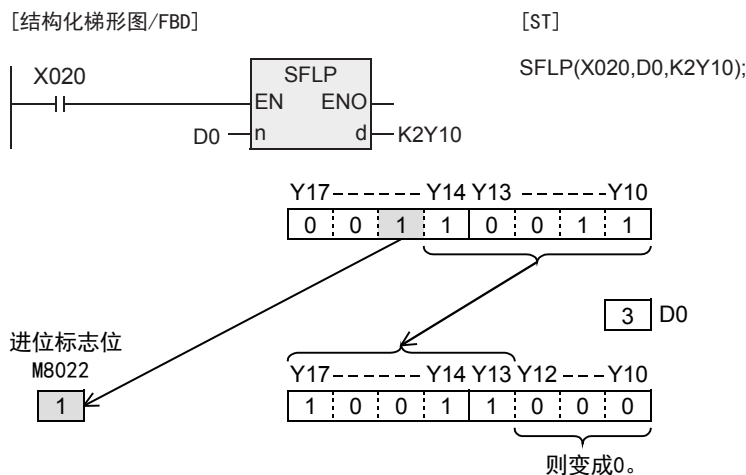 [结构化梯形图/FBD]
[ST]
X020
SFLP
EN ENO
D0 n d K2Y10
SFLP(X020,D0,K2Y10);
Y17------Y14 Y13 ------Y10
0 0 1 1 0 0 1 1
3 D0
进位标志位
M8022
1
Y17------Y14 Y13 Y12 ---Y10
1 0 0 1 1 0 0 0
则变成0。